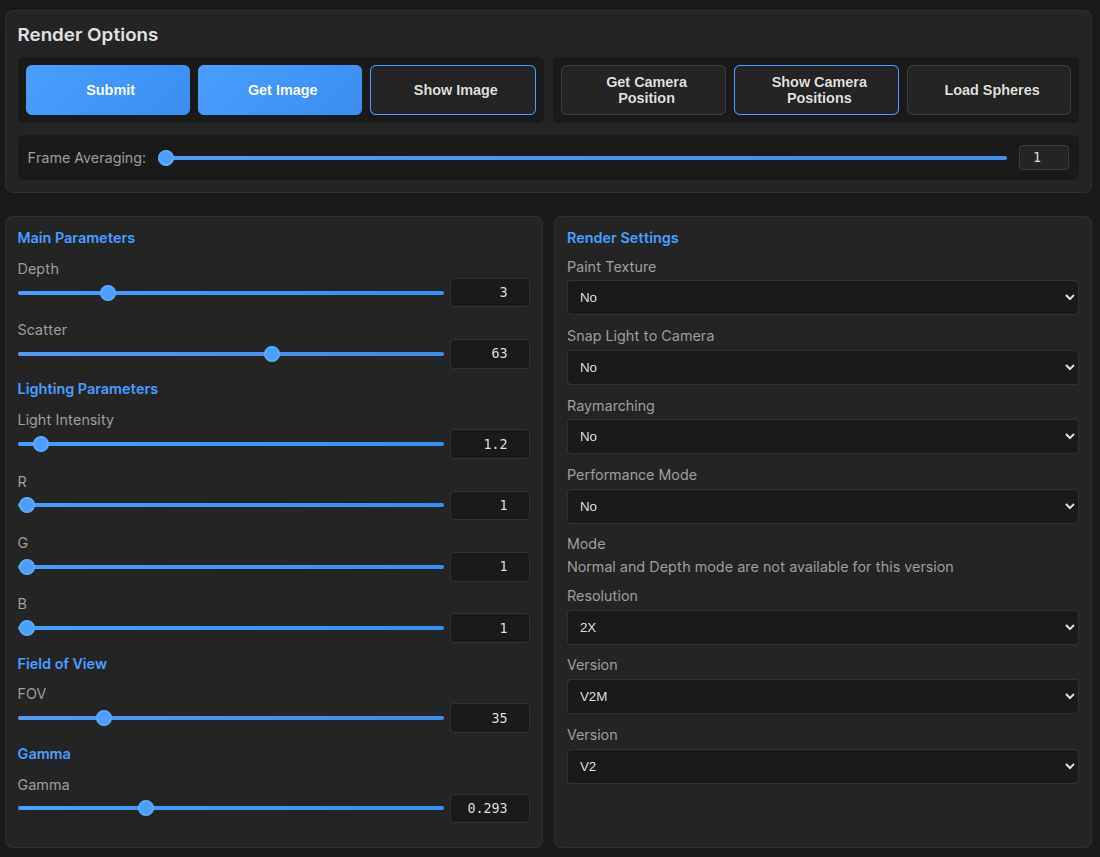 Render Options
Submit
Get Image
Show Image
Get Camera
Position
Show Camera
Positions
Load Spheres
Frame Averaging:
1
Main Parameters
Depth
3
Scatter
63
Lighting Parameters
Light Intensity
1.2
R
1
G
1
B
1
Field of View
FOV
35
Gamma
Gamma
0.293
Render Settings
Paint Texture
No
Snap Light to Camera
No
Raymarching
No
Performance Mode
No
Mode
Normal and Depth mode are not available for this version
Resolution
2X
Version
V2M
Version
V2